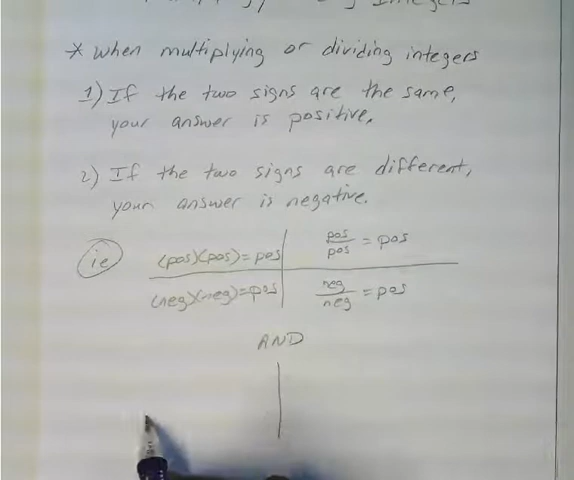 * When multiplying or dividing integers
1) If the two signs are the same,
your answer is positive.
2) If the two signs are different,
your answer is negative.
ie
(pos)(pos)=pos
pos/pos = pos
(neg)(neg)=pos
neg/neg = pos
AND